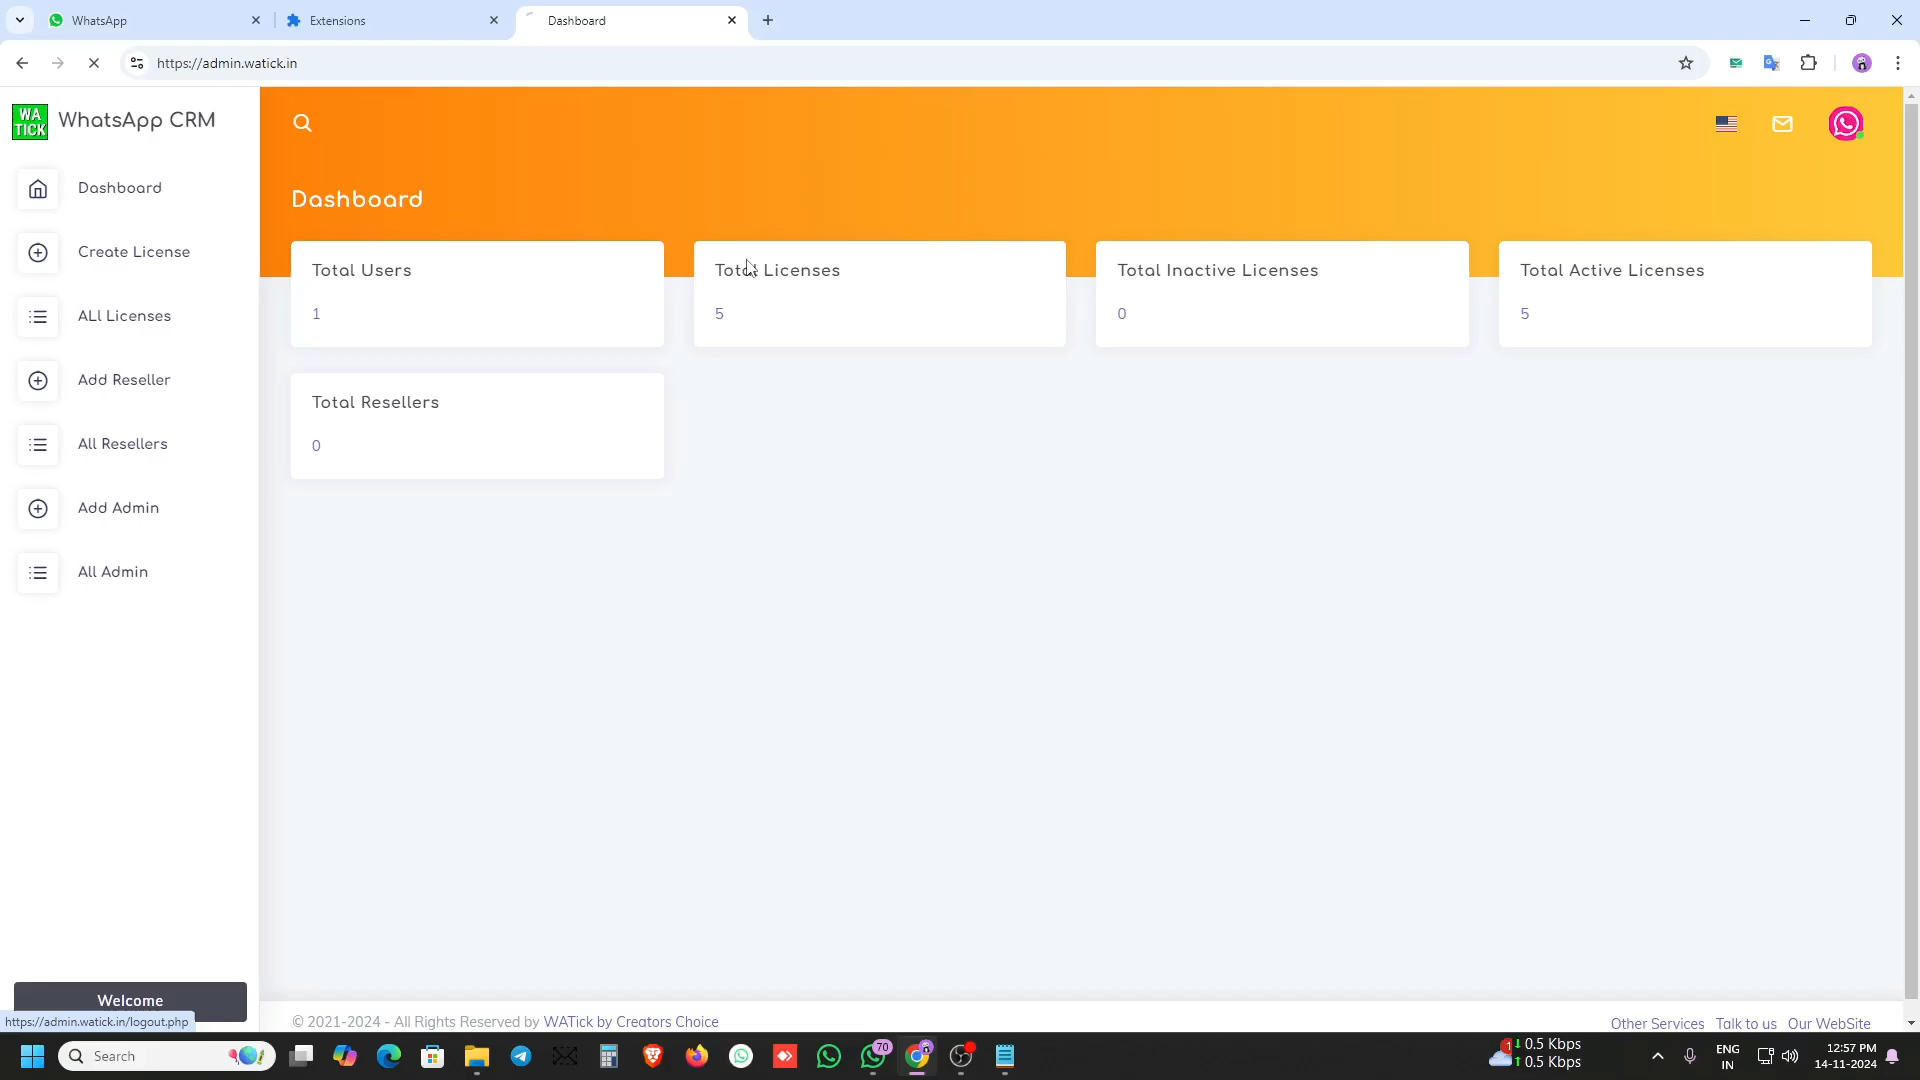 WhatsApp
Extensions
Dashboard
https://admin.watick.in
WA
TICK
WhatsApp CRM
Dashboard
Create License
ALl Licenses
Add Reseller
All Resellers
Add Admin
All Admin
Welcome
https://admin.watick.in/logout.php
Dashboard
Total Users
1
Total Licenses
5
Total Inactive Licenses
0
Total Active Licenses
5
Total Resellers
0
© 2021-2024 - All Rights Reserved by WATick by Creators Choice
Other Services Talk to us Our WebSite
Search
70
1
0.5 Kbps
0.5 Kbps
ENG
IN
12:57 PM
14-11-2024